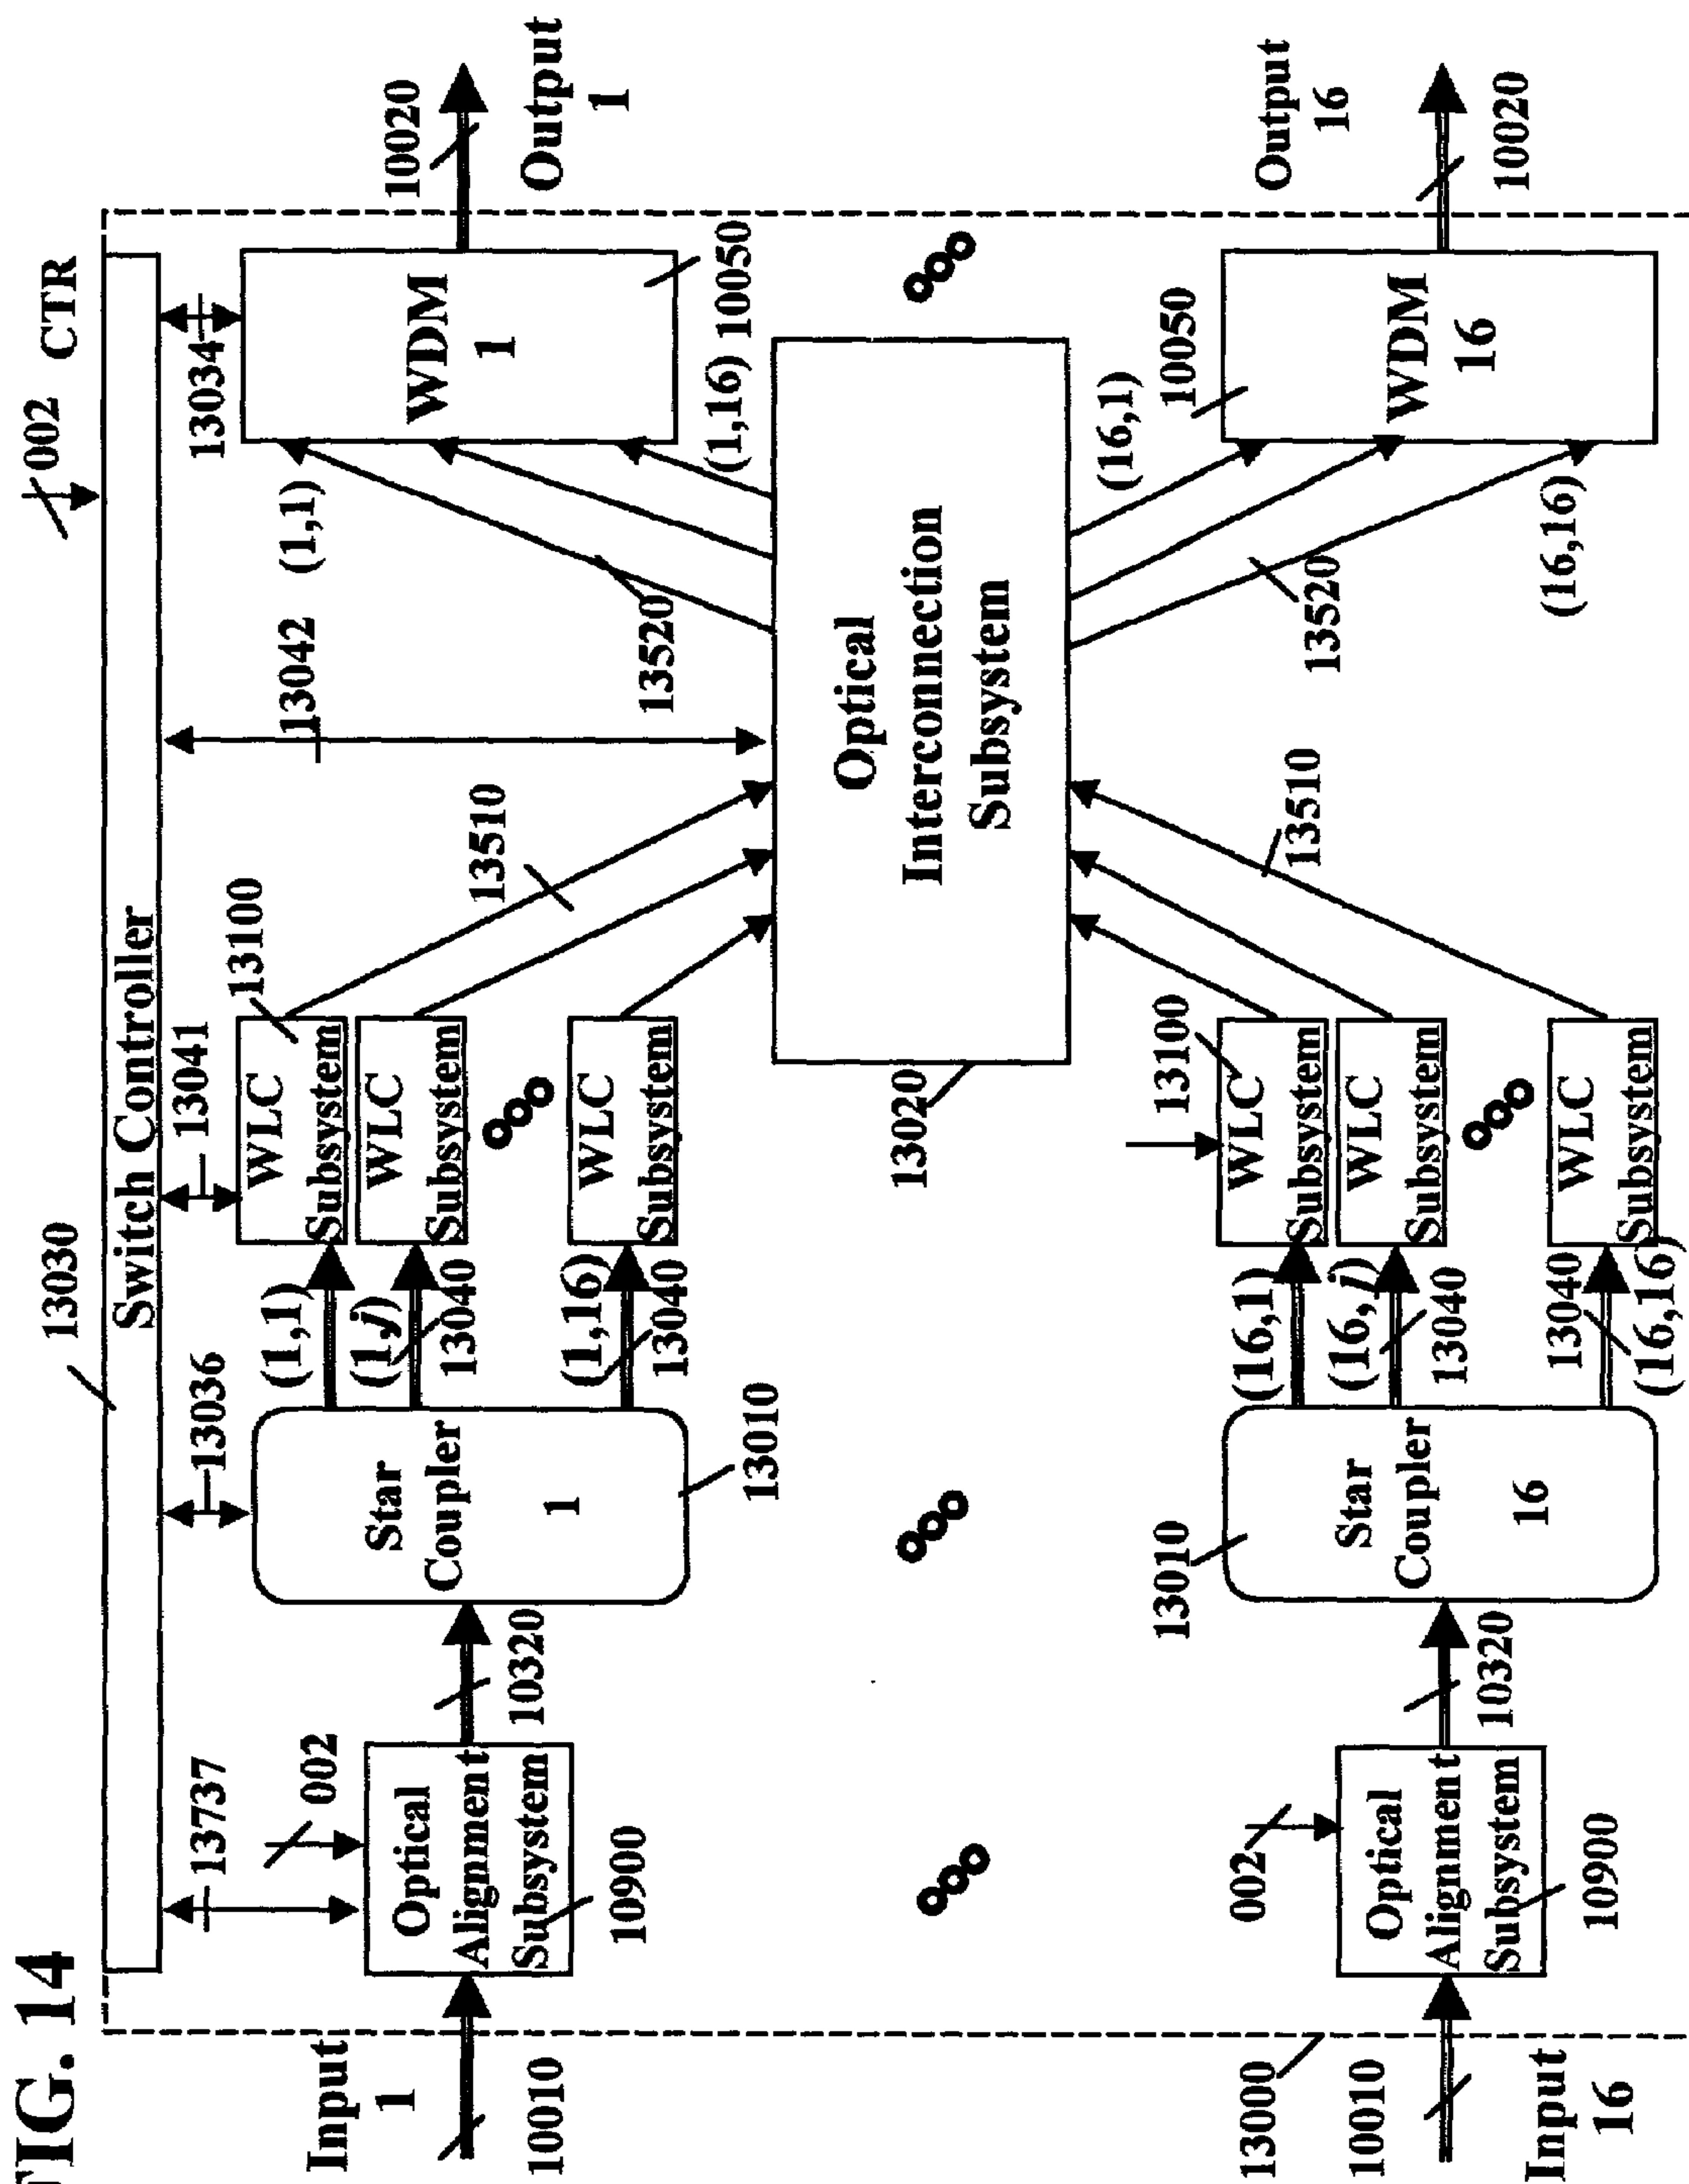 FIG. 14
002 CTR
13030
Switch Controller
13737
13036
13041
13042
13034
002
Input
1
10010
Optical
Alignment
Subsystem
10900
10320
Star
Coupler
1
13010
(1,1)
(1,j)
13040
(1,16)
13040
WLC
Subsystem
WLC
Subsystem
WLC
Subsystem
13100
13510
13020
Optical
Interconnection
Subsystem
13520
(1,1)
(1,16)
10050
WDM
1
10020
Output
1
13000
Input
16
10010
002
Optical
Alignment
Subsystem
10900
10320
Star
Coupler
16
13010
(16,1)
(16,j)
13040
13040
(16,16)
13100
WLC
Subsystem
WLC
Subsystem
WLC
Subsystem
13510
13520
(16,1)
(16,16)
10050
WDM
16
10020
Output
16